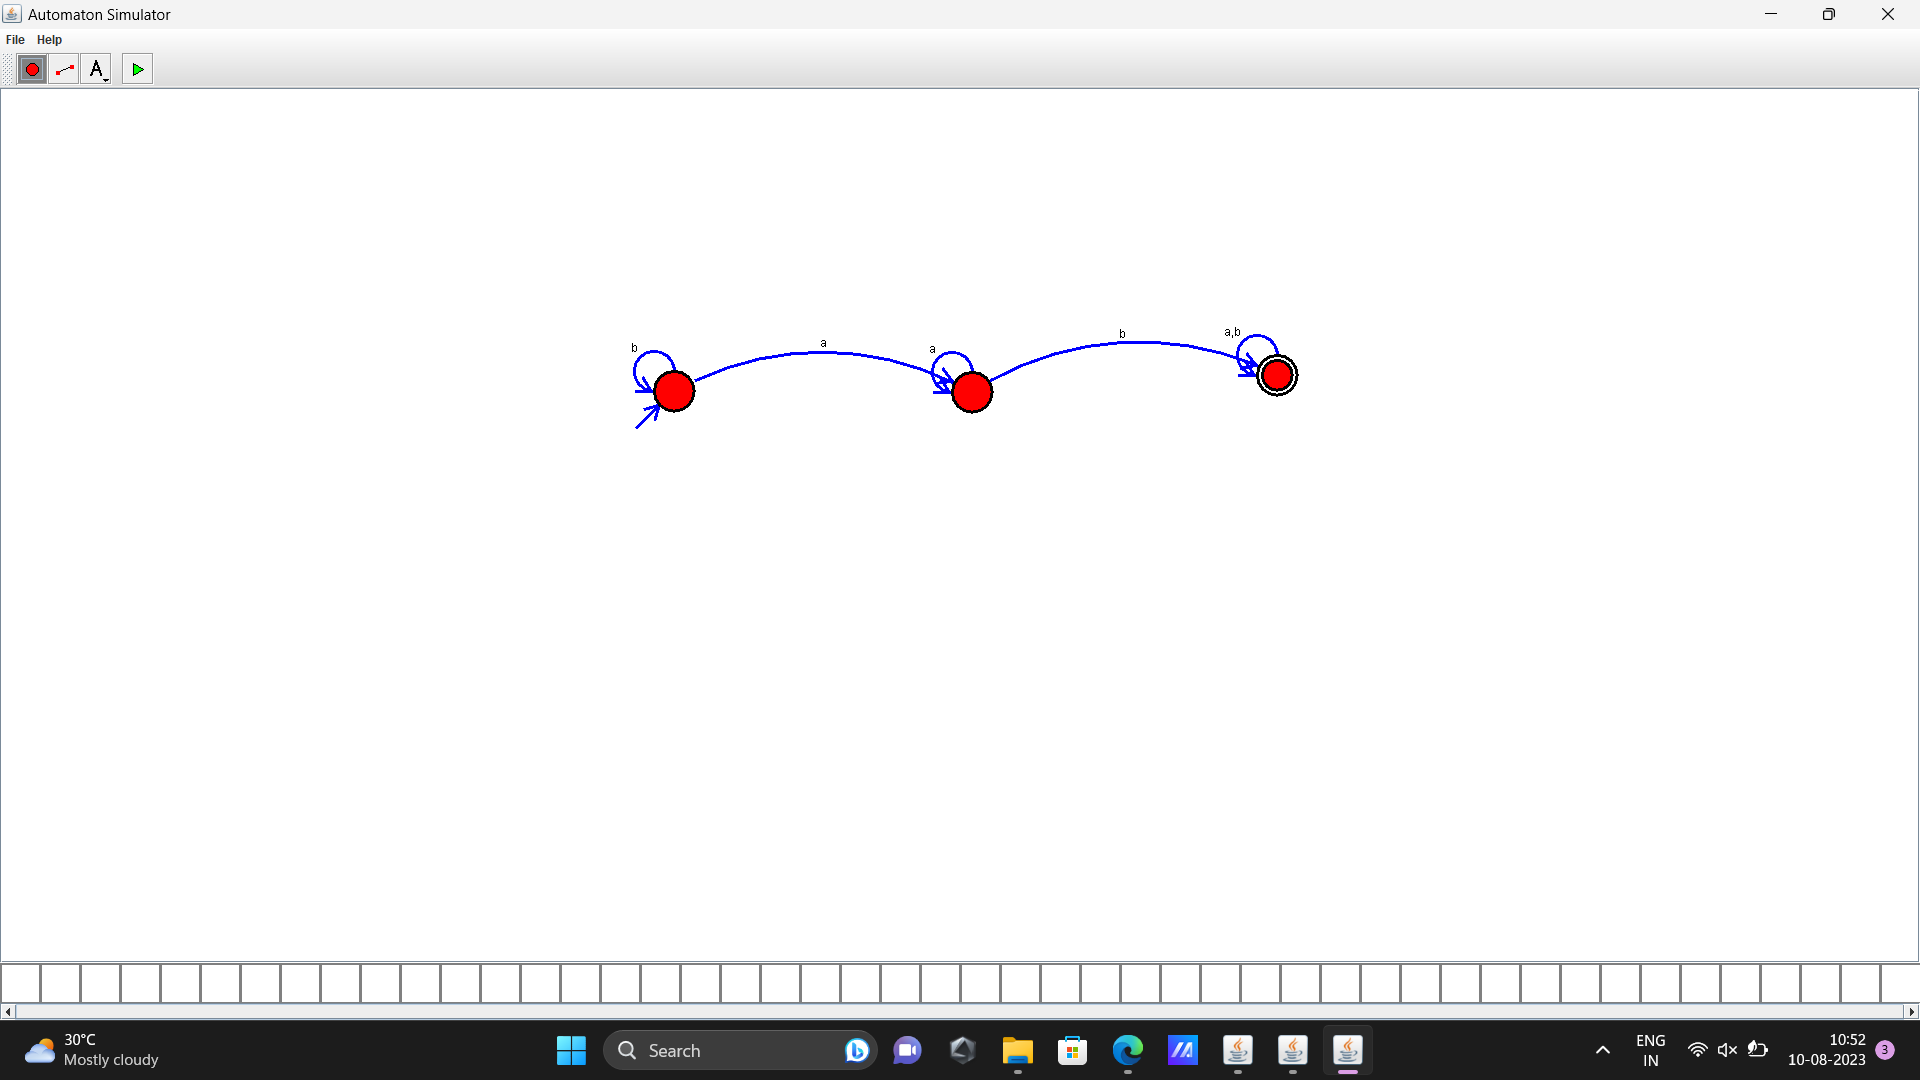 Automaton Simulator
File Help
A
b
a
a
b
a,b
30°C
Mostly cloudy
Search
ENG
IN
10:52
10-08-2023
3